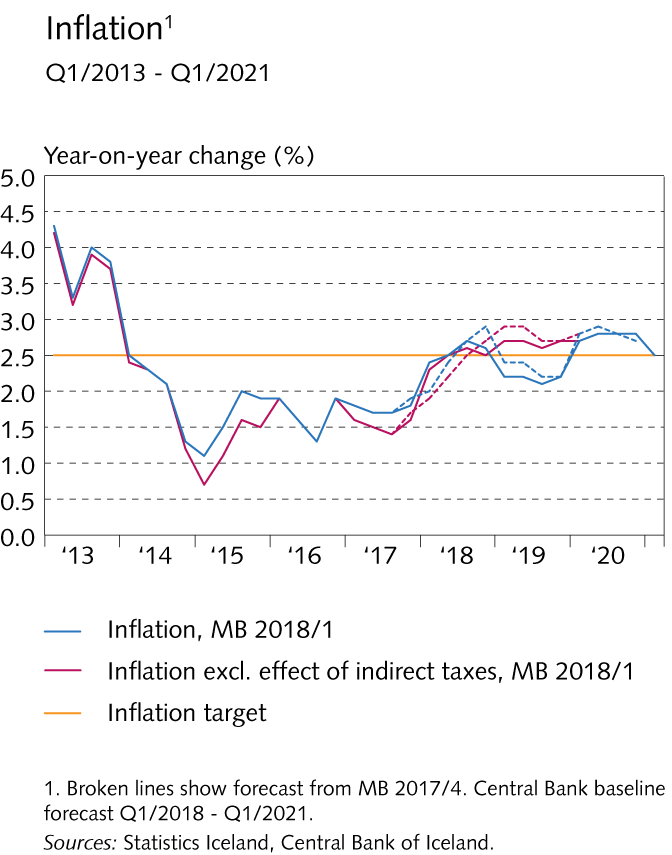 Inflation¹
Q1/2013 - Q1/2021
Year-on-year change (%)
5.0
4.5
4.0
3.5
3.0
2.5
2.0
1.5
1.0
0.5
0.0
‘13 ‘14 ‘15 ‘16 ‘17 ‘18 ‘19 ‘20
Inflation, MB 2018/1
Inflation excl. effect of indirect taxes, MB 2018/1
Inflation target
1. Broken lines show forecast from MB 2017/4. Central Bank baseline
forecast Q1/2018 - Q1/2021.
Sources: Statistics Iceland, Central Bank of Iceland.